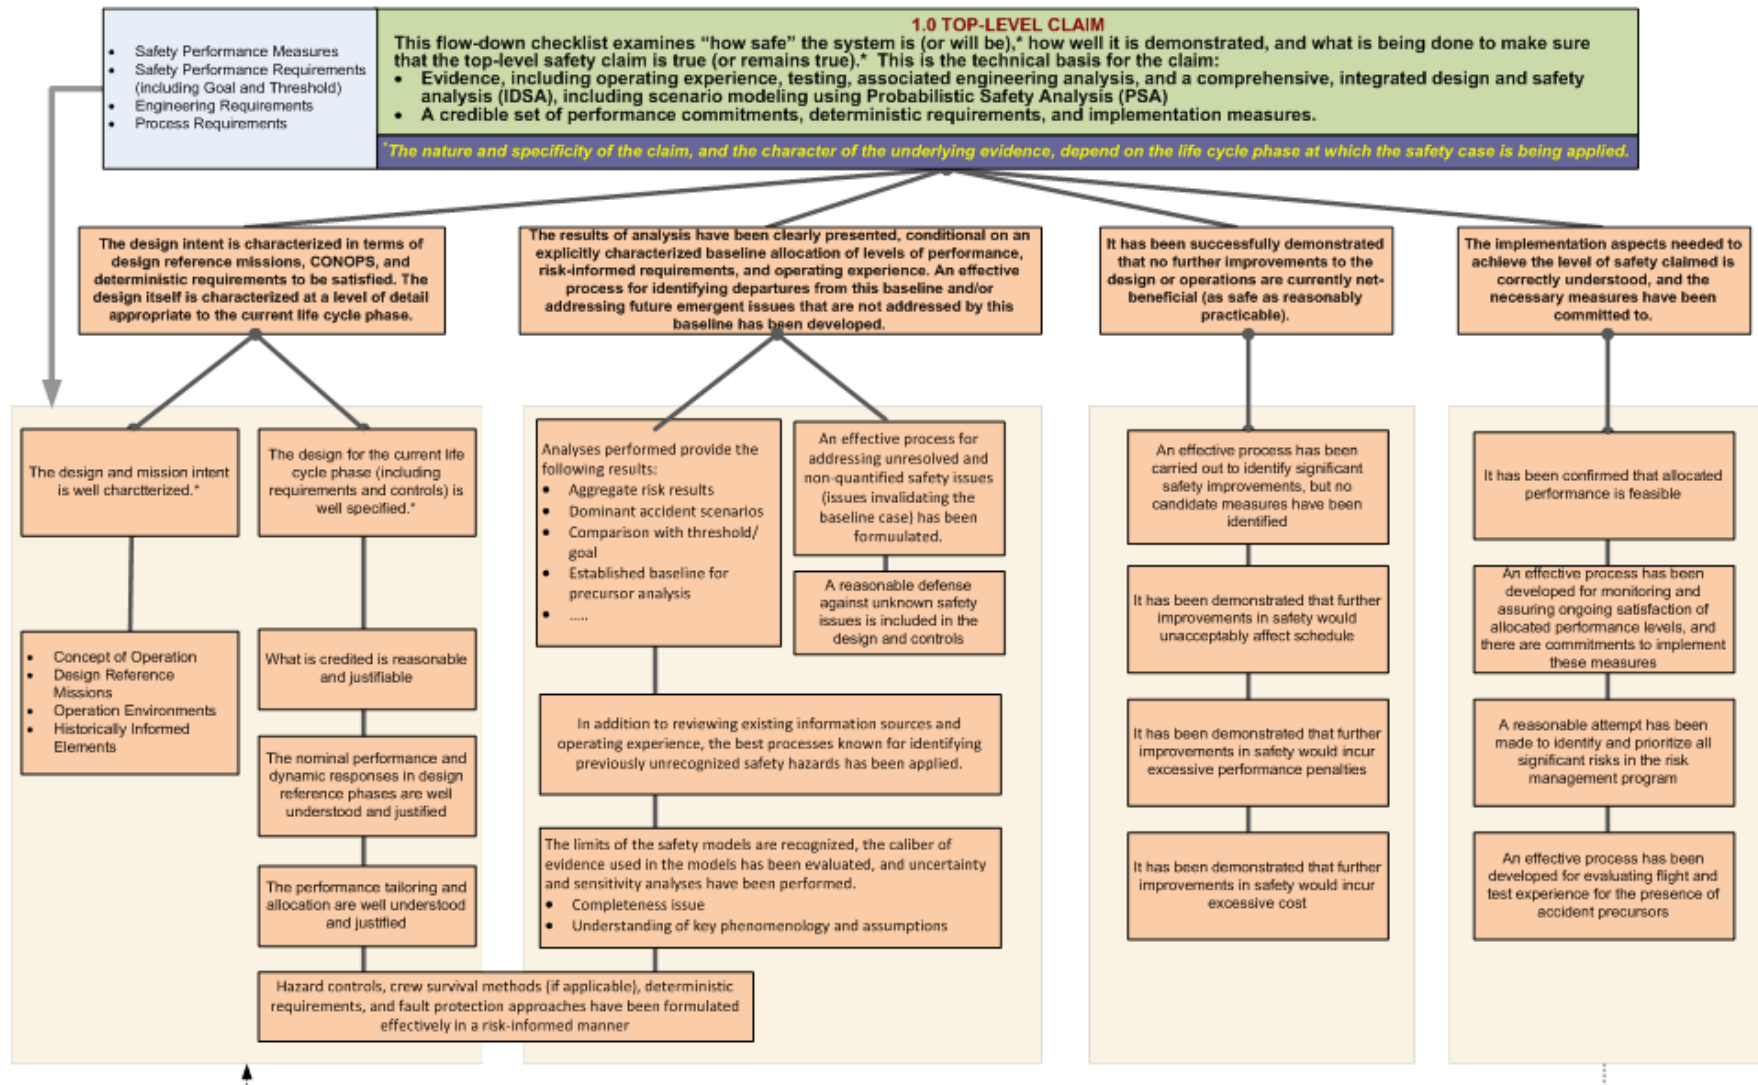 1.0 TOP-LEVEL CLAIM
This flow-down checklist examines “how safe” the system is (or will be),* how well it is demonstrated, and what is being done to make sure
that the top-level safety claim is true (or remains true).* This is the technical basis for the claim:
• Evidence, including operating experience, testing, associated engineering analysis, and a comprehensive, integrated design and safety
analysis (IDSA), including scenario modeling using Probabilistic Safety Analysis (PSA)
• A credible set of performance commitments, deterministic requirements, and implementation measures.
*The nature and specificity of the claim, and the character of the underlying evidence, depend on the life cycle phase at which the safety case is being applied.
• Safety Performance Measures
• Safety Performance Requirements
(including Goal and Threshold)
• Engineering Requirements
• Process Requirements
The design intent is characterized in terms of
design reference missions, CONOPS, and
deterministic requirements to be satisfied. The
design itself is characterized at a level of detail
appropriate to the current life cycle phase.
The results of analysis have been clearly presented, conditional on an
explicitly characterized baseline allocation of levels of performance,
risk-informed requirements, and operating experience. An effective
process for identifying departures from this baseline and/or
addressing future emergent issues that are not addressed by this
baseline has been developed.
It has been successfully demonstrated
that no further improvements to the
design or operations are currently net-
beneficial (as safe as reasonably
practicable).
The implementation aspects needed to
achieve the level of safety claimed is
correctly understood, and the
necessary measures have been
committed to.
The design and mission intent
is well charctterized.*
• Concept of Operation
• Design Reference
Missions
• Operation Environments
• Historically Informed
Elements
The design for the current life
cycle phase (including
requirements and controls) is
well specified.*
What is credited is reasonable
and justifiable
The nominal performance and
dynamic responses in design
reference phases are well
understood and justified
The performance tailoring and
allocation are well understood
and justified
Hazard controls, crew survival methods (if applicable), deterministic
requirements, and fault protection approaches have been formulated
effectively in a risk-informed manner
Analyses performed provide the
following results:
• Aggregate risk results
• Dominant accident scenarios
• Comparison with threshold/
goal
• Established baseline for
precursor analysis
• .....
An effective process for
addressing unresolved and
non-quantified safety issues
(issues invalidating the
baseline case) has been
formuulated.
A reasonable defense
against unknown safety
issues is included in the
design and controls
In addition to reviewing existing information sources and
operating experience, the best processes known for identifying
previously unrecognized safety hazards has been applied.
The limits of the safety models are recognized, the caliber of
evidence used in the models has been evaluated, and uncertainty
and sensitivity analyses have been performed.
• Completeness issue
• Understanding of key phenomenology and assumptions
An effective process has been
carried out to identify significant
safety improvements, but no
candidate measures have been
identified
It has been demonstrated that further
improvements in safety would
unacceptably affect schedule
It has been demonstrated that further
improvements in safety would incur
excessive performance penalties
It has been demonstrated that further
improvements in safety would incur
excessive cost
It has been confirmed that allocated
performance is feasible
An effective process has been
developed for monitoring and
assuring ongoing satisfaction of
allocated performance levels, and
there are commitments to implement
these measures
A reasonable attempt has been
made to identify and prioritize all
significant risks in the risk
management program
An effective process has been
developed for evaluating flight and
test experience for the presence of
accident precursors